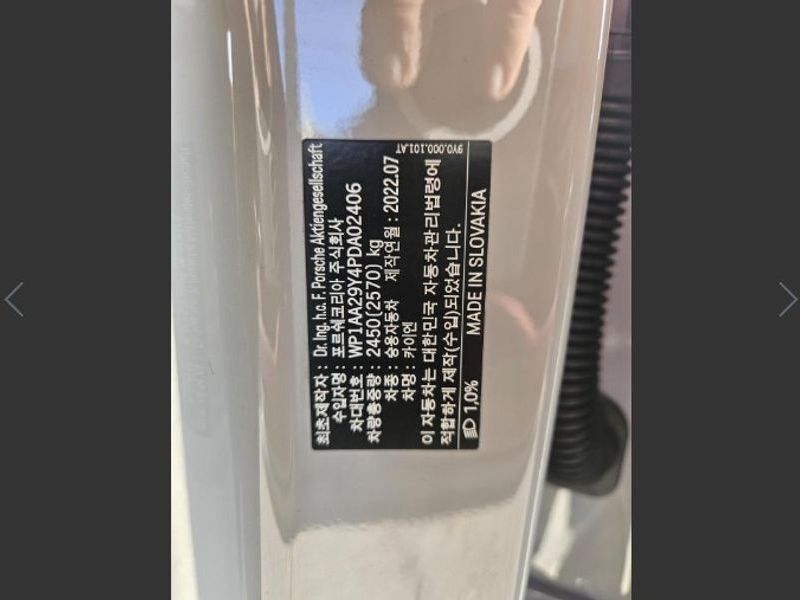 최초제작자 : Dr. Ing. h.c. F. Porsche Aktiengesellschaft
수입자명 : 포르쉐코리아 주식회사
차대번호 : WP1AA29Y4PDA02406
차량총중량 : 2450(2570) kg
차종 : 승용자동차 제작연월 : 2022.07
차명 : 카이엔
이 자동차는 대한민국 자동차관리법령에
적합하게 제작(수입)되었습니다.
1,0% MADE IN SLOVAKIA
9Y0.000.101.AT